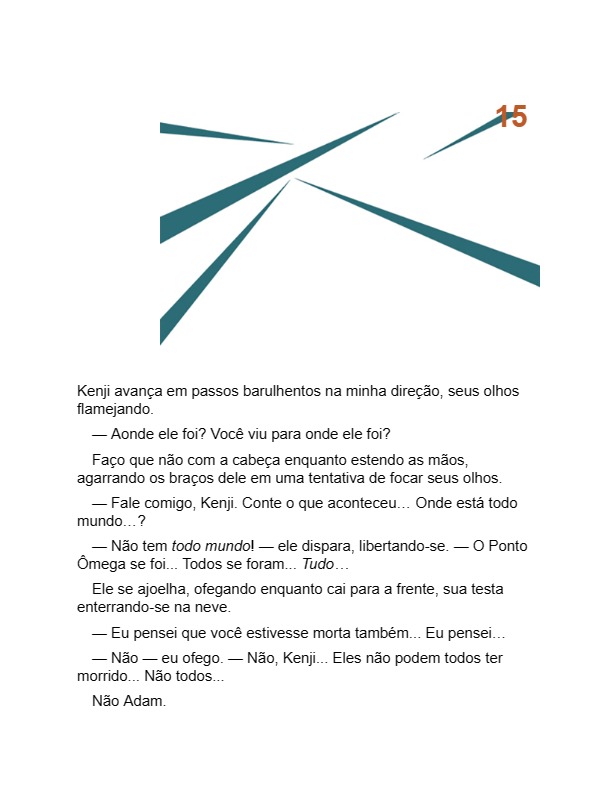 15
Kenji avança em passos barulhentos na minha direção, seus olhos
flamejando.
— Aonde ele foi? Você viu para onde ele foi?
Faço que não com a cabeça enquanto estendo as mãos,
agarrando os braços dele em uma tentativa de focar seus olhos.
— Fale comigo, Kenji. Conte o que aconteceu… Onde está todo
mundo…?
— Não tem todo mundo! — ele dispara, libertando-se. — O Ponto
Ômega se foi... Todos se foram... Tudo…
Ele se ajoelha, ofegando enquanto cai para a frente, sua testa
enterrando-se na neve.
— Eu pensei que você estivesse morta também... Eu pensei…
— Não — eu ofego. — Não, Kenji... Eles não podem todos ter
morrido... Não todos...
Não Adam.